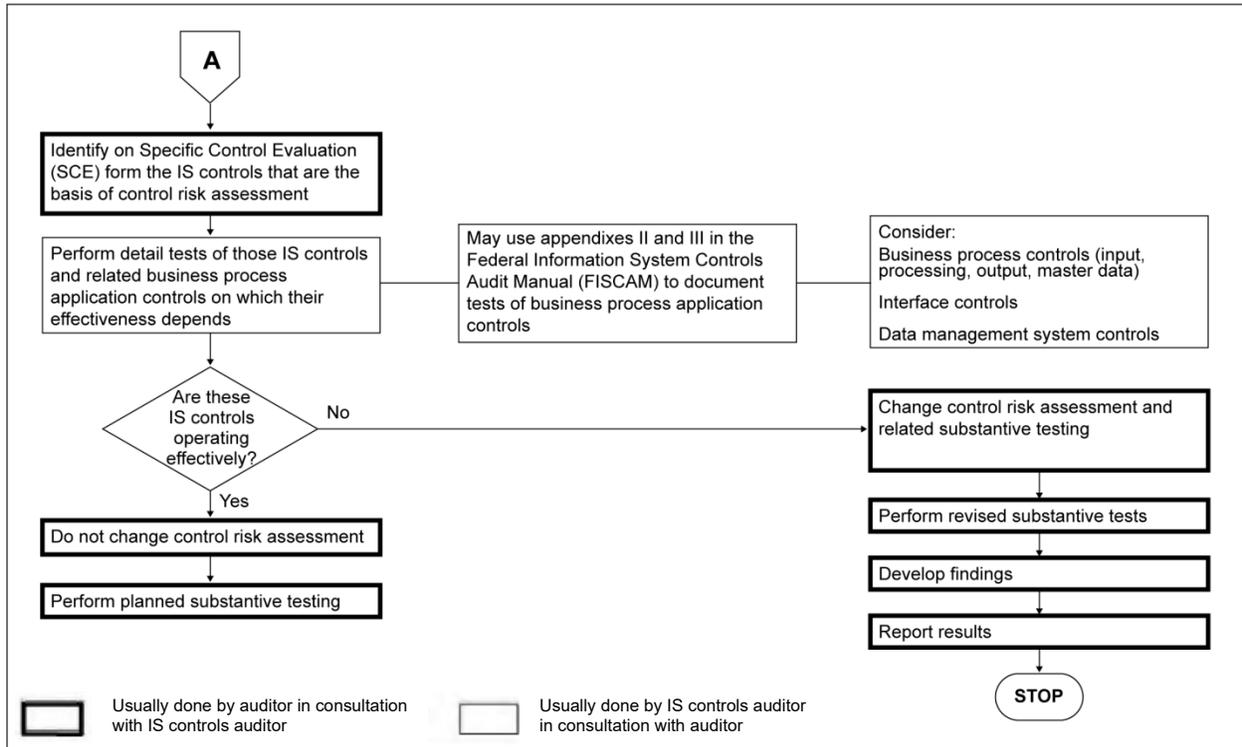 A
Identify on Specific Control Evaluation
(SCE) form the IS controls that are the
basis of control risk assessment
Perform detail tests of those IS controls
and related business process
application controls on which their
effectiveness depends
May use appendixes II and III in the
Federal Information System Controls
Audit Manual (FISCAM) to document
tests of business process application
controls
Consider:
Business process controls (input,
processing, output, master data)
Interface controls
Data management system controls
Are these
IS controls
operating
effectively?
No
Yes
Change control risk assessment and
related substantive testing
Do not change control risk assessment
Perform planned substantive testing
Perform revised substantive tests
Develop findings
Report results
STOP
Usually done by auditor in consultation
with IS controls auditor
Usually done by IS controls auditor
in consultation with auditor